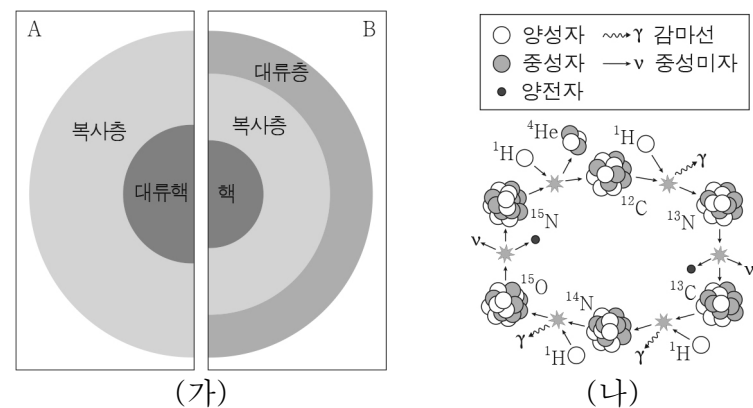 A
B
대류층
복사층
복사층
대류핵
핵
(가)
양성자
γ 감마선
중성자
ν 중성미자
양전자
⁴He
¹H
¹H
γ
¹²C
¹⁵N
¹³N
ν
ν
¹⁵O
¹⁴N
¹³C
γ
¹H
γ
¹H
(나)